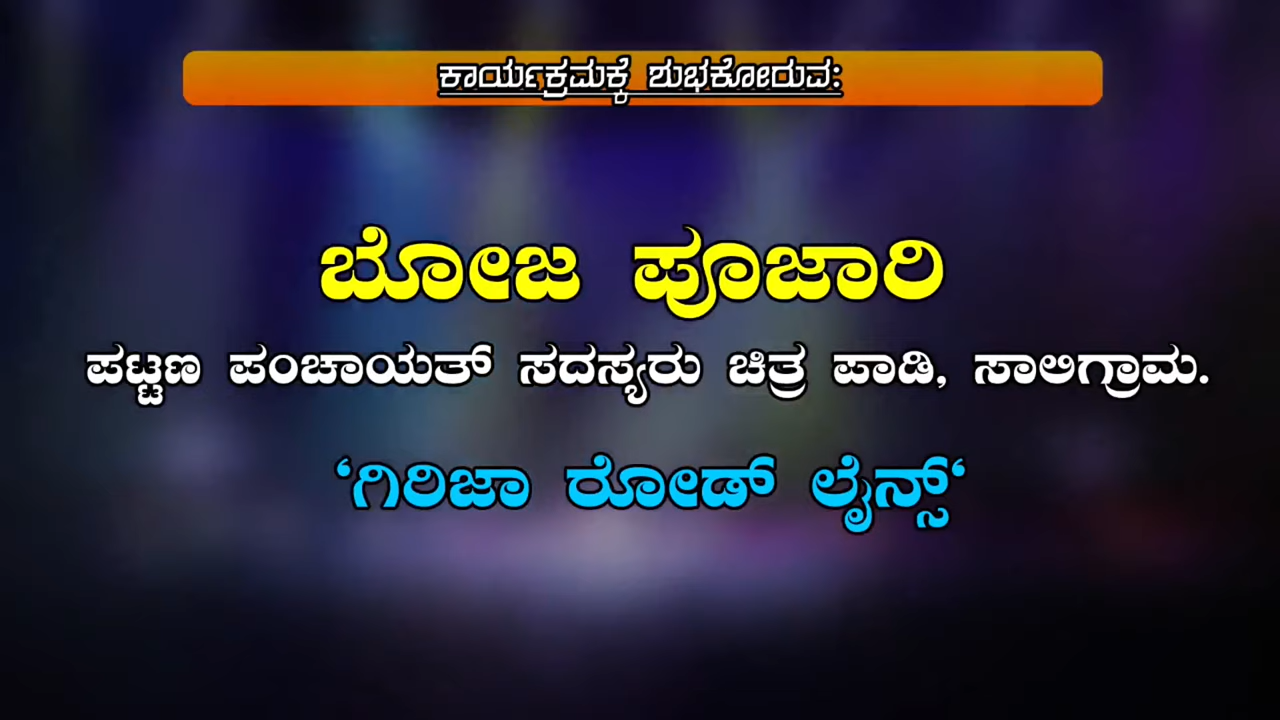 ಕಾರ್ಯಕ್ರಮಕ್ಕೆ ಶುಭಕೋರುವ:
ಬೋಜ ಪೂಜಾರಿ
ಪಟ್ಟಣ ಪಂಚಾಯತ್ ಸದಸ್ಯರು ಚಿತ್ರ ಪಾಡಿ, ಸಾಲಿಗ್ರಾಮ.
‘ಗಿರಿಜಾ ರೋಡ್ ಲೈನ್ಸ್‘